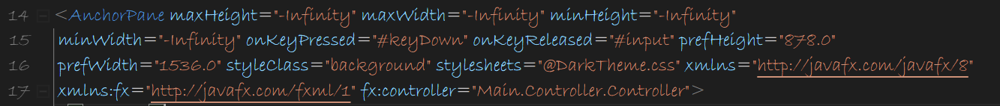 14 <AnchorPane maxHeight="-Infinity" maxWidth="-Infinity" minHeight="-Infinity"
15 minWidth="-Infinity" onKeyPressed="#keyDown" onKeyReleased="#input" prefHeight="878.0"
16 prefWidth="1536.0" styleClass="background" stylesheets="@DarkTheme.css" xmlns="http://javafx.com/javafx/8"
17 xmlns:fx="http://javafx.com/fxml/1" fx:controller="Main.Controller.Controller">